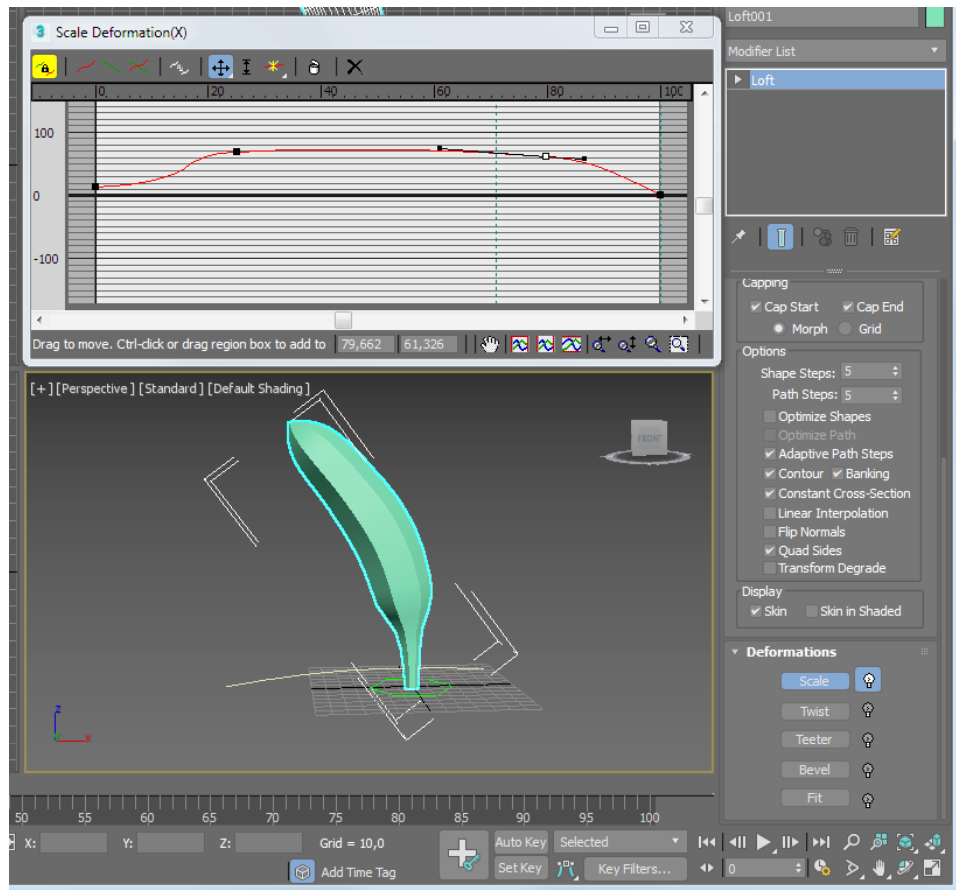 3 Scale Deformation(X)
0 20 40 60 80 100
100
0
-100
Drag to move. Ctrl-click or drag region box to add to 79,662 61,326
[+] [Perspective] [Standard] [Default Shading]
FRONT
z
x
50 55 60 65 70 75 80 85 90 95 100
X: Y: Z: Grid = 10,0
Add Time Tag
Auto Key Selected
Set Key Key Filters...
0
Loft001
Modifier List
Loft
Capping
Cap Start Cap End
Morph Grid
Options
Shape Steps: 5
Path Steps: 5
Optimize Shapes
Optimize Path
Adaptive Path Steps
Contour Banking
Constant Cross-Section
Linear Interpolation
Flip Normals
Quad Sides
Transform Degrade
Display
Skin Skin in Shaded
Deformations
Scale
Twist
Teeter
Bevel
Fit